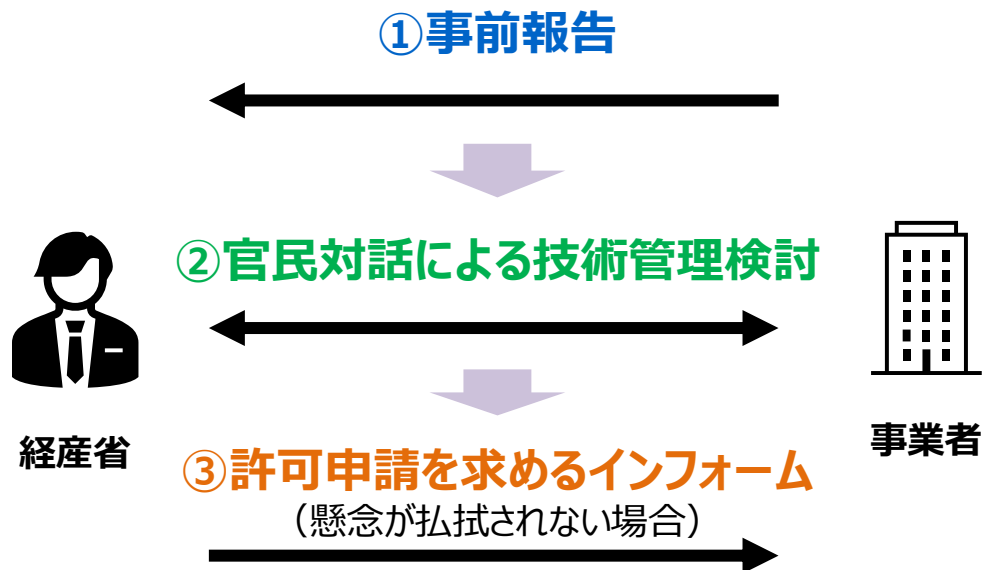 ①事前報告
②官民対話による技術管理検討
経産省
事業者
③許可申請を求めるインフォーム
（懸念が払拭されない場合）